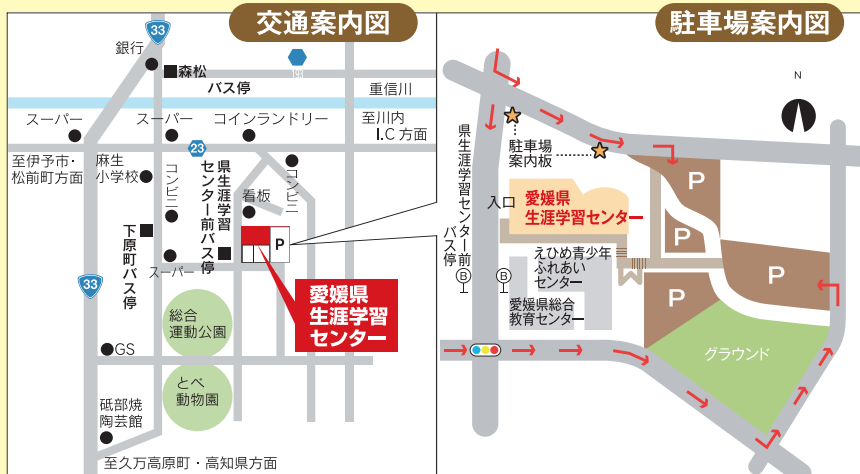 交通案内図
33
銀行
森松
バス停
193
重信川
スーパー
スーパー
コインランドリー
至川内
I.C 方面
23
至伊予市・
松前町方面
麻生
小学校
コンビニ
県生涯学習
センター前バス停
看板
コンビニ
下原町バス停
スーパー
P
33
愛媛県
生涯学習
センター
総合
運動公園
GS
とべ
動物園
砥部焼
陶芸館
至久万高原町・高知県方面
駐車場案内図
N
県生涯学習センター前
バス停
駐車場
案内板
入口
愛媛県
生涯学習センター
P
P
P
P
えひめ青少年
ふれあい
センター
B
B
愛媛県総合
教育センター
グラウンド